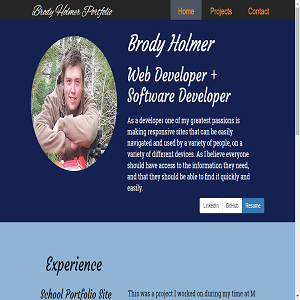 Brody Holmer Portfolio
Home Projects Contact
Brody Holmer
Web Developer +
Software Developer
As a developer one of my greatest passions is
making responsive sites that can be easily
navigated and used by a variety of people, on a
variety of different devices. As I believe everyone
should have access to the information they need,
and that they should be able to find it quickly and
easily.
LinkedIn GitHub Resume
Experience
School Portfolio Site
This was a project I worked on during my time at M